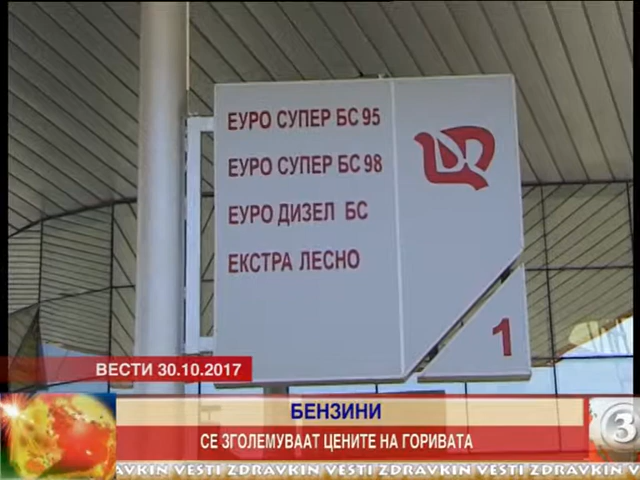 ЕУРО СУПЕР БС 95
ЕУРО СУПЕР БС 98
ЕУРО ДИЗЕЛ БС
ЕКСТРА ЛЕСНО
1
ВЕСТИ 30.10.2017
БЕНЗИНИ
СЕ ЗГОЛЕМУВААТ ЦЕНИТЕ НА ГОРИВАТА
3
AVKIN VESTI ZDRAVKIN VESTI ZDRAVKIN VESTI ZDRAVKIN VESTI ZDRAVKIN